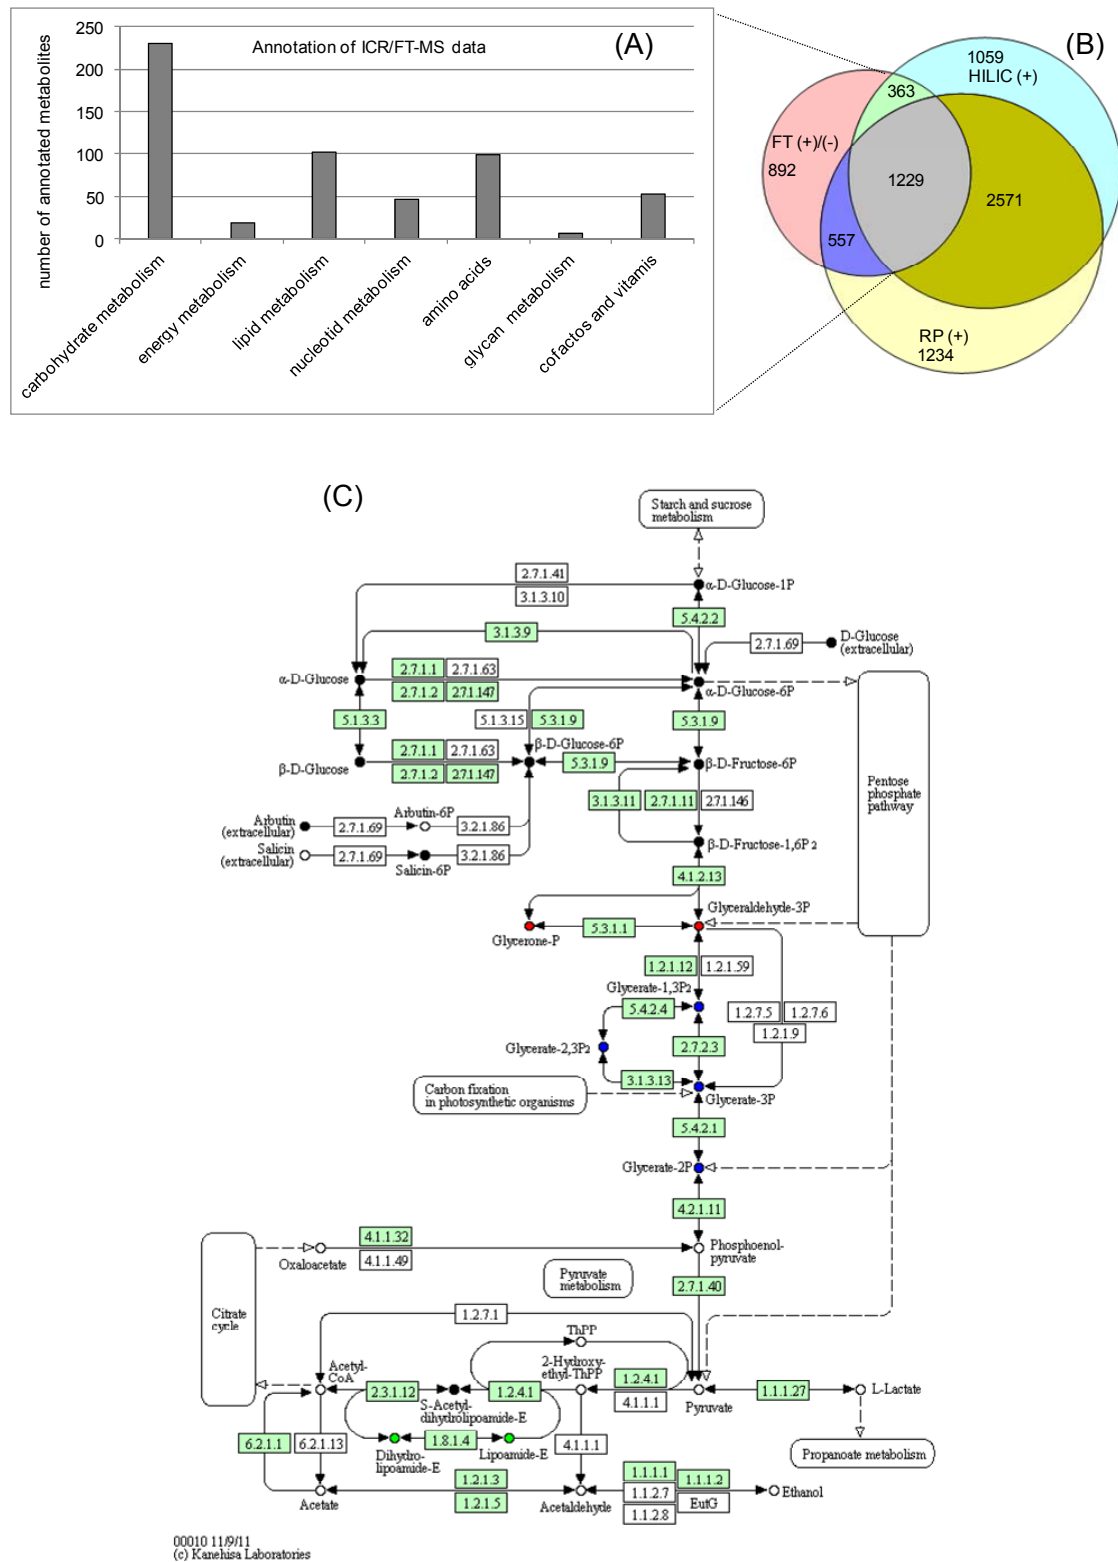 (A)
Annotation of ICR/FT-MS data
number of annotated metabolites
250
200
150
100
50
0
carbohydrate metabolism
energy metabolism
lipid metabolism
nucleotid metabolism
amino acids
glycan metabolism
cofactos and vitamis
(B)
1059
HILIC (+)
363
FT (+)/(-)
892
1229
2571
557
RP (+)
1234
(C)
Starch and sucrose
metabolism
2.7.1.41
3.1.3.10
α-D-Glucose-1P
5.4.2.2
3.1.3.9
2.7.1.69
D-Glucose
(extracellular)
α-D-Glucose
2.7.1.1
2.7.1.63
2.7.1.2
2.7.1.147
α-D-Glucose-6P
5.1.3.3
5.1.3.15
5.3.1.9
5.3.1.9
β-D-Glucose
2.7.1.1
2.7.1.63
2.7.1.2
2.7.1.147
β-D-Glucose-6P
5.3.1.9
β-D-Fructose-6P
Pentose
phosphate
pathway
3.1.3.11
2.7.1.11
2.7.1.146
Arbutin
(extracellular)
2.7.1.69
Arbutin-6P
3.2.1.86
Salicin
(extracellular)
2.7.1.69
Salicin-6P
3.2.1.86
β-D-Fructose-1,6P2
4.1.2.13
Glyceraldehyde-3P
Glycerone-P
5.3.1.1
1.2.1.12
1.2.1.59
Glycerate-1,3P2
5.4.2.4
1.2.7.5
1.2.7.6
1.2.1.9
Glycerate-2,3P2
2.7.2.3
3.1.3.13
Carbon fixation
in photosynthetic organisms
Glycerate-3P
5.4.2.1
Glycerate-2P
4.2.1.11
4.1.1.32
4.1.1.49
Oxaloacetate
Phosphoenol-
pyruvate
Pyruvate
metabolism
2.7.1.40
Citrate
cycle
1.2.7.1
ThPP
Acetyl-
CoA
2-Hydroxy-
ethyl-ThPP
2.3.1.12
1.2.4.1
1.2.4.1
4.1.1.1
Pyruvate
1.1.1.27
L-Lactate
S-Acetyl-
dihydrolipoamide-E
6.2.1.1
6.2.1.13
1.8.1.4
Dihydro-
lipoamide-E
Lipoamide-E
4.1.1.1
Propanoate metabolism
Acetate
1.2.1.3
1.2.1.5
Acetaldehyde
1.1.1.1
1.1.2.7
1.1.2.8
1.1.1.2
EutG
Ethanol
00010 11/9/11
(c) Kanehisa Laboratories